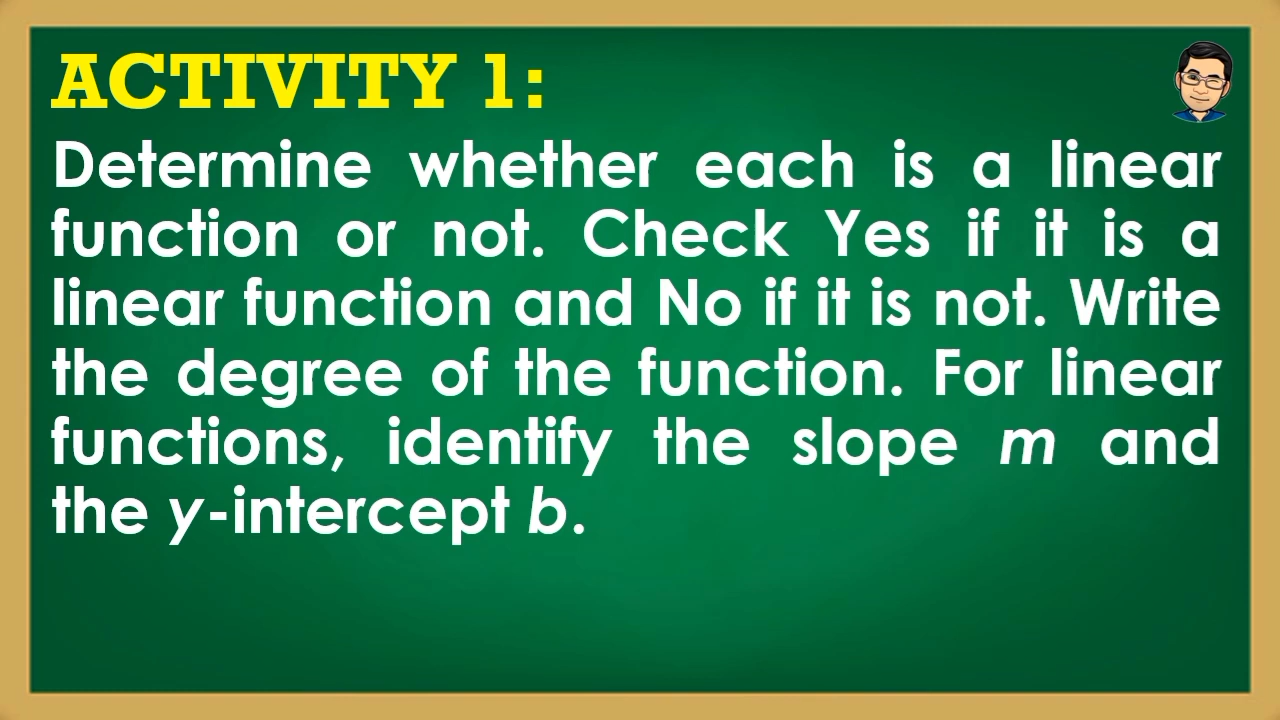 ACTIVITY 1:
Determine whether each is a linear
function or not. Check Yes if it is a
linear function and No if it is not. Write
the degree of the function. For linear
functions, identify the slope m and
the y-intercept b.